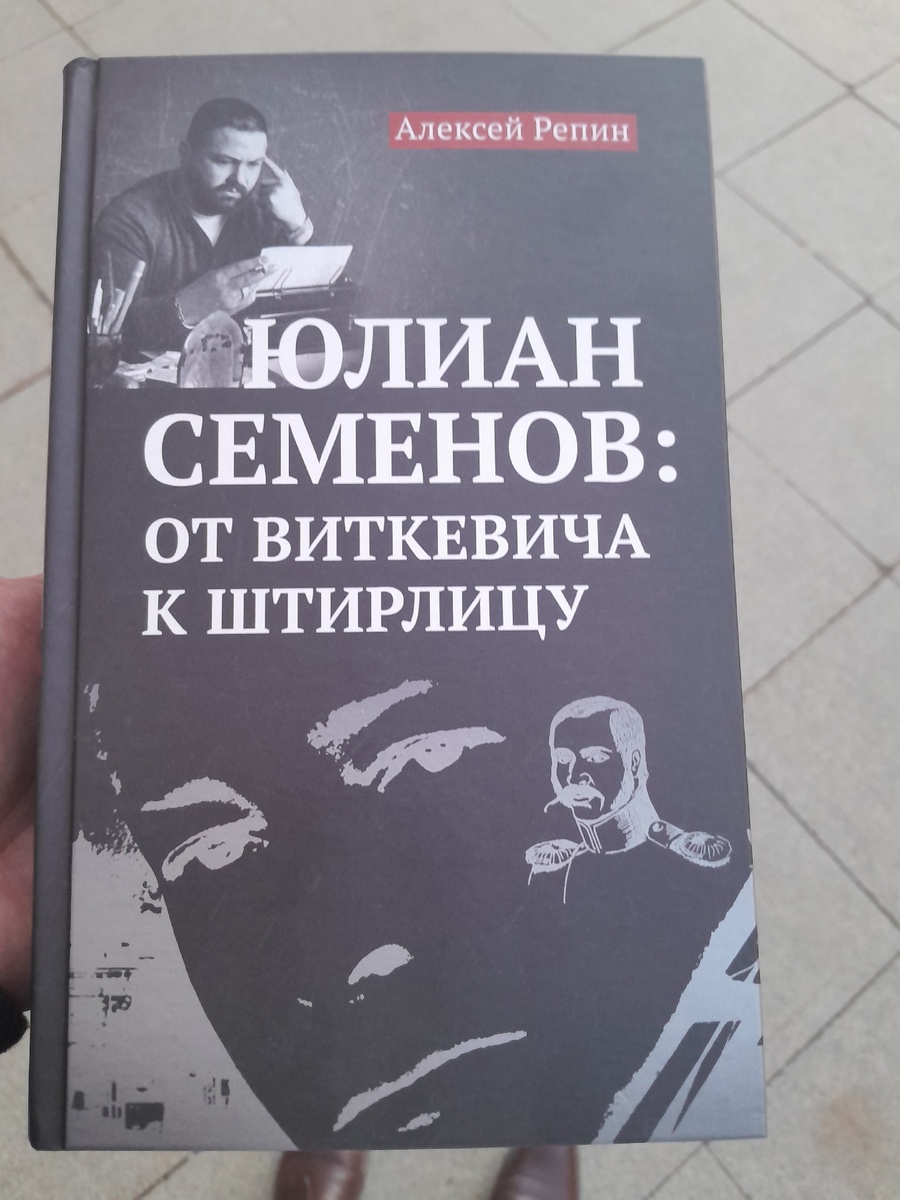 Алексей Репин
ЮЛИАН
СЕМЕНОВ:
ОТ ВИТКЕВИЧА
К ШТИРЛИЦУ